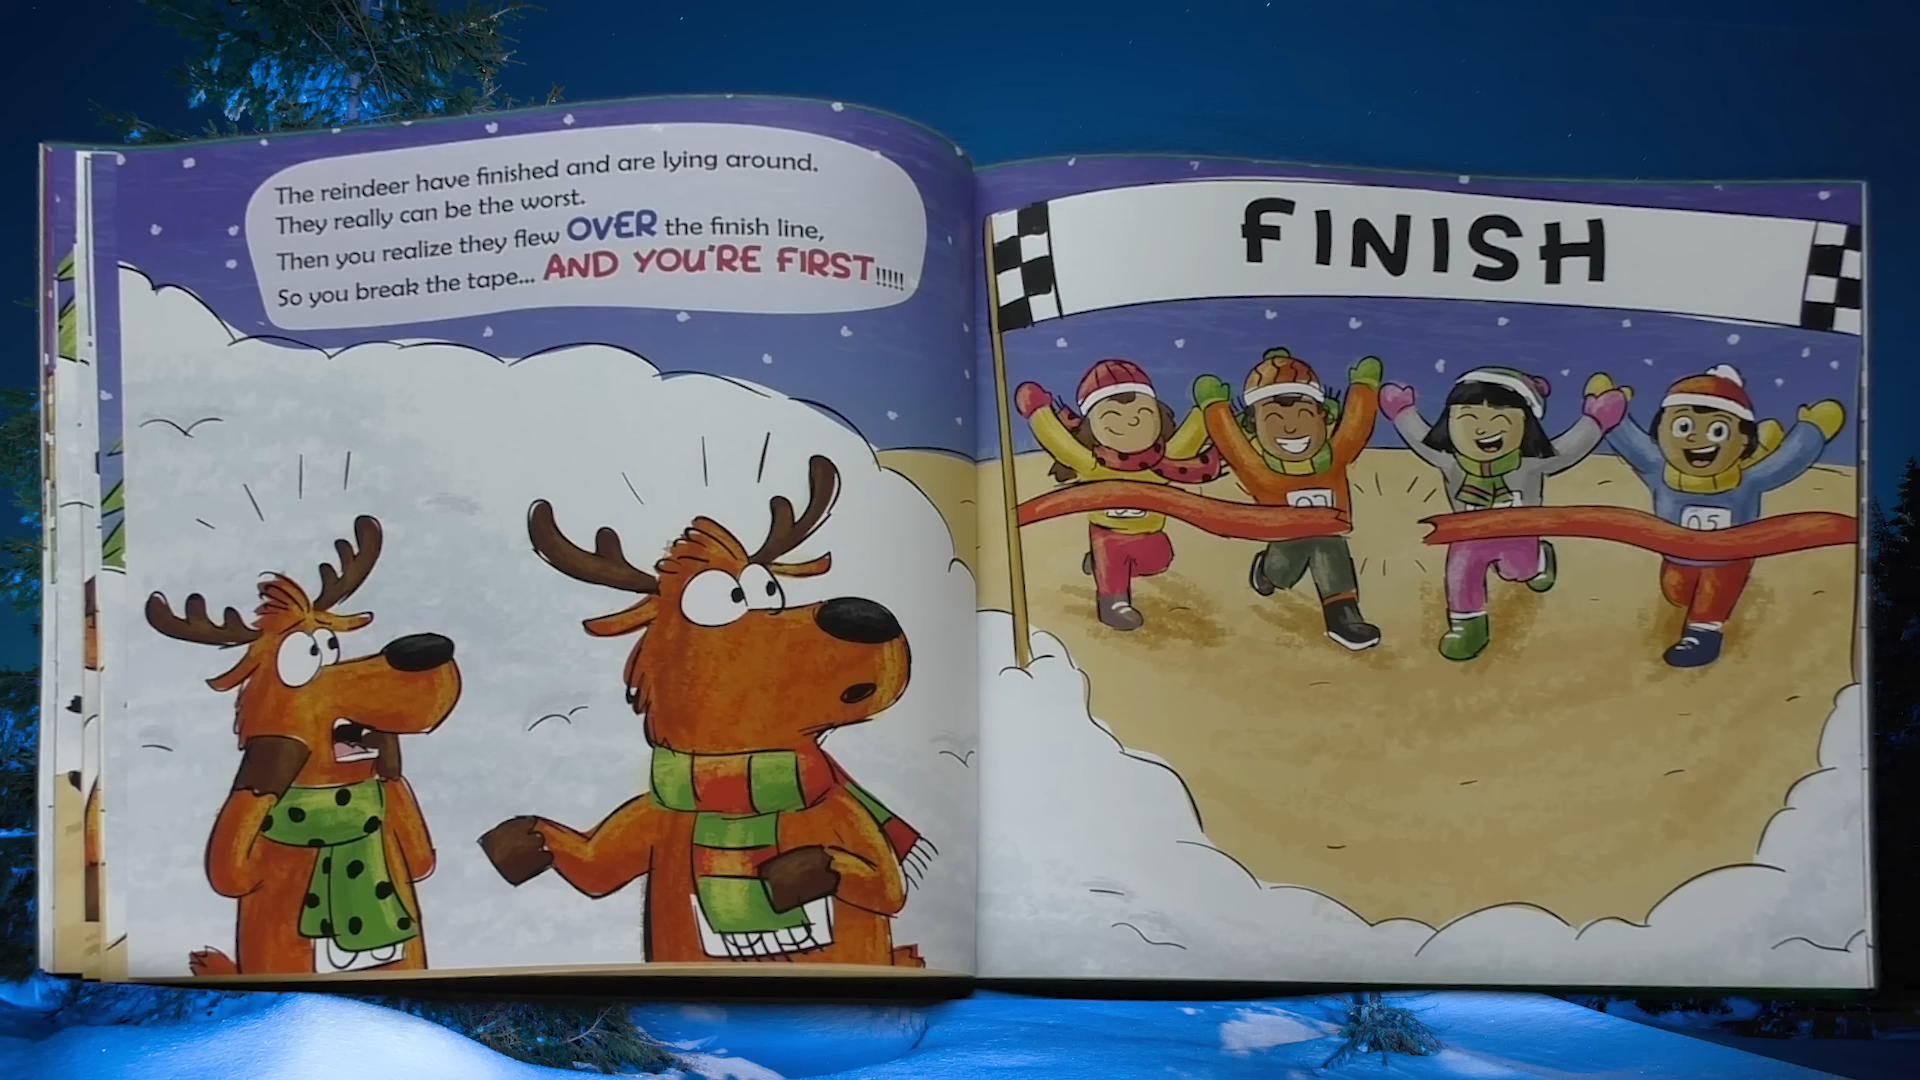 The reindeer have finished and are lying around.
They really can be the worst.
Then you realize they flew OVER the finish line,
So you break the tape... AND YOU'RE FIRST!!!!!
FINISH
05